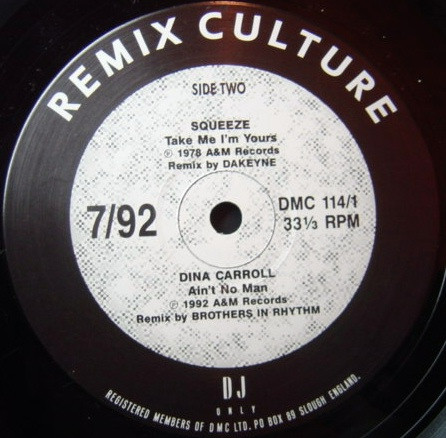 REMIX CULTURE
SIDE TWO
SQUEEZE
Take Me I'm Yours
℗ 1978 A&M Records
Remix by DAKEYNE
7/92
DMC 114/1
33⅓ RPM
DINA CARROLL
Ain't No Man
℗ 1992 A&M Records
Remix by BROTHERS IN RHYTHM
DJ
ONLY
REGISTERED MEMBERS OF DMC LTD. PO BOX 89 SLOUGH ENGLAND.